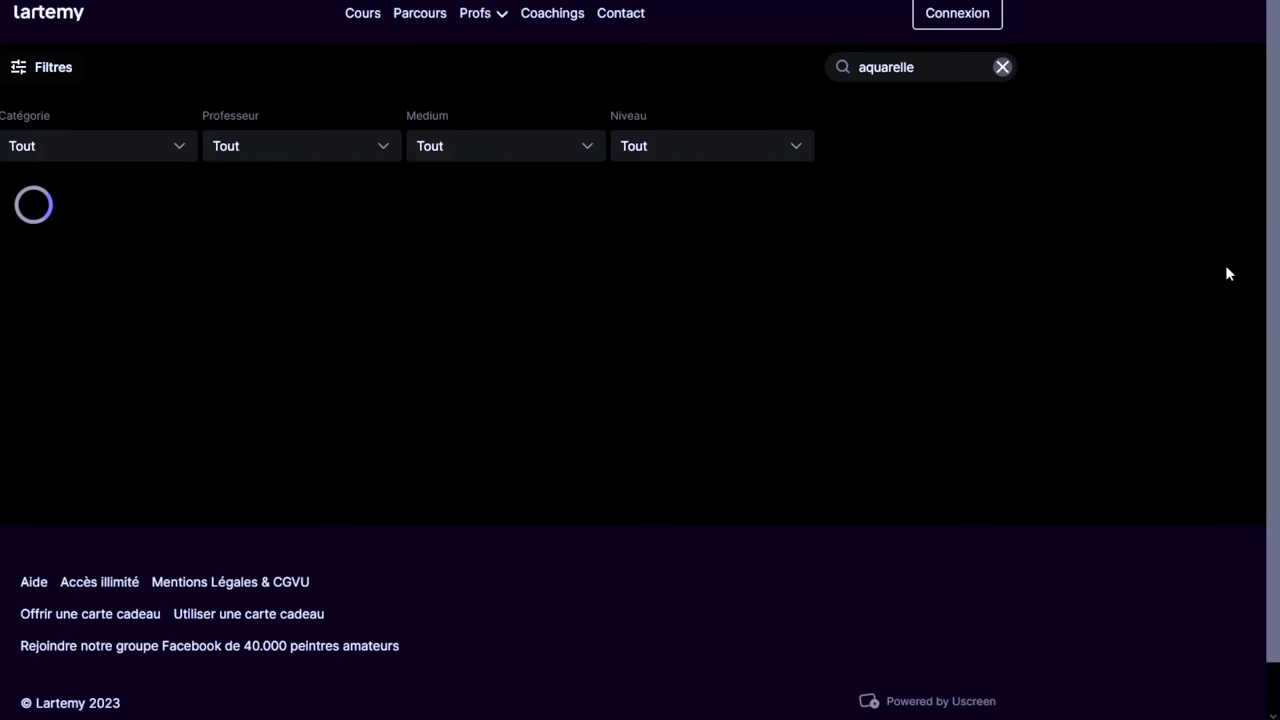 lartemy
Cours Parcours Profs Coachings Contact
Connexion
Filtres
aquarelle
Catégorie Professeur Medium Niveau
Tout Tout Tout Tout
Aide Accès illimité Mentions Légales & CGVU
Offrir une carte cadeau Utiliser une carte cadeau
Rejoindre notre groupe Facebook de 40.000 peintres amateurs
© Lartemy 2023
Powered by Uscreen